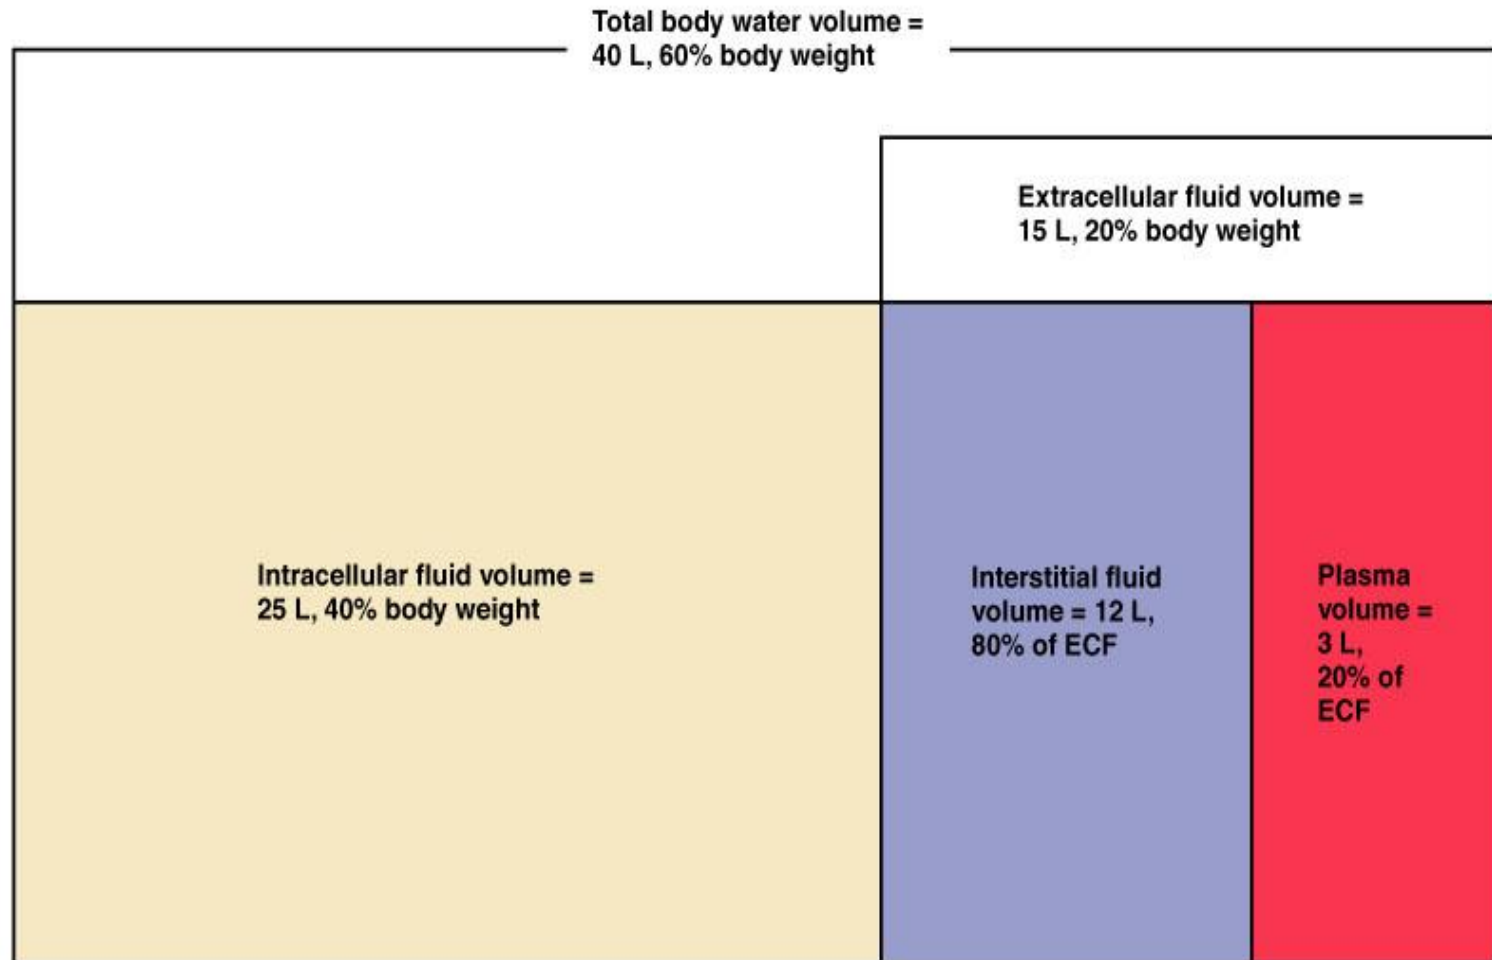 Total body water volume =
40 L, 60% body weight
Extracellular fluid volume =
15 L, 20% body weight
Intracellular fluid volume =
25 L, 40% body weight
Interstitial fluid
volume = 12 L,
80% of ECF
Plasma
volume =
3 L,
20% of
ECF